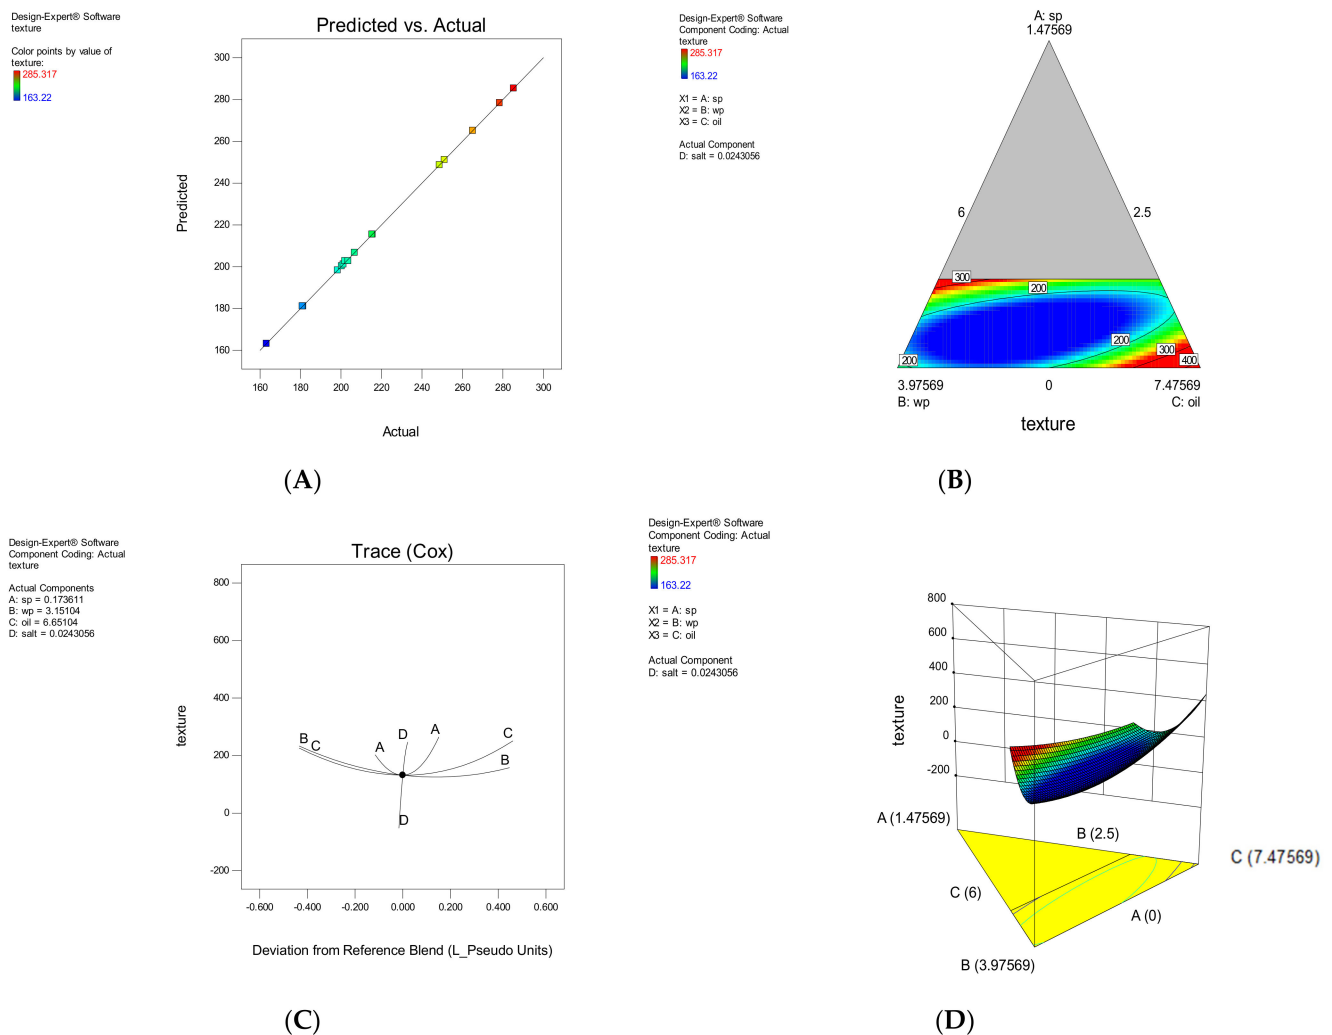 Design-Expert® Software
texture
Color points by value of
texture:
285.317
163.22
Predicted vs. Actual
300
280
260
240
220
200
180
160
Predicted
160 180 200 220 240 260 280 300
Actual
(A)
Design-Expert® Software
Component Coding: Actual
texture
285.317
163.22
X1 = A: sp
X2 = B: wp
X3 = C: oil
Actual Component
D: salt = 0.0243056
A: sp
1.47569
6 2.5
300
200
200
300
200
400
3.97569 0 7.47569
B: wp C: oil
texture
(B)
Design-Expert® Software
Component Coding: Actual
texture
Actual Components
A: sp = 0.173611
B: wp = 3.15104
C: oil = 6.65104
D: salt = 0.0243056
Trace (Cox)
800
600
400
200
0
-200
texture
B
C
A
D
A
C
B
D
-0.600 -0.400 -0.200 0.000 0.200 0.400 0.600
Deviation from Reference Blend (L_Pseudo Units)
(C)
Design-Expert® Software
Component Coding: Actual
texture
285.317
163.22
X1 = A: sp
X2 = B: wp
X3 = C: oil
Actual Component
D: salt = 0.0243056
800
600
400
200
0
-200
texture
A (1.47569)
B (2.5)
C (7.47569)
C (6)
A (0)
B (3.97569)
(D)